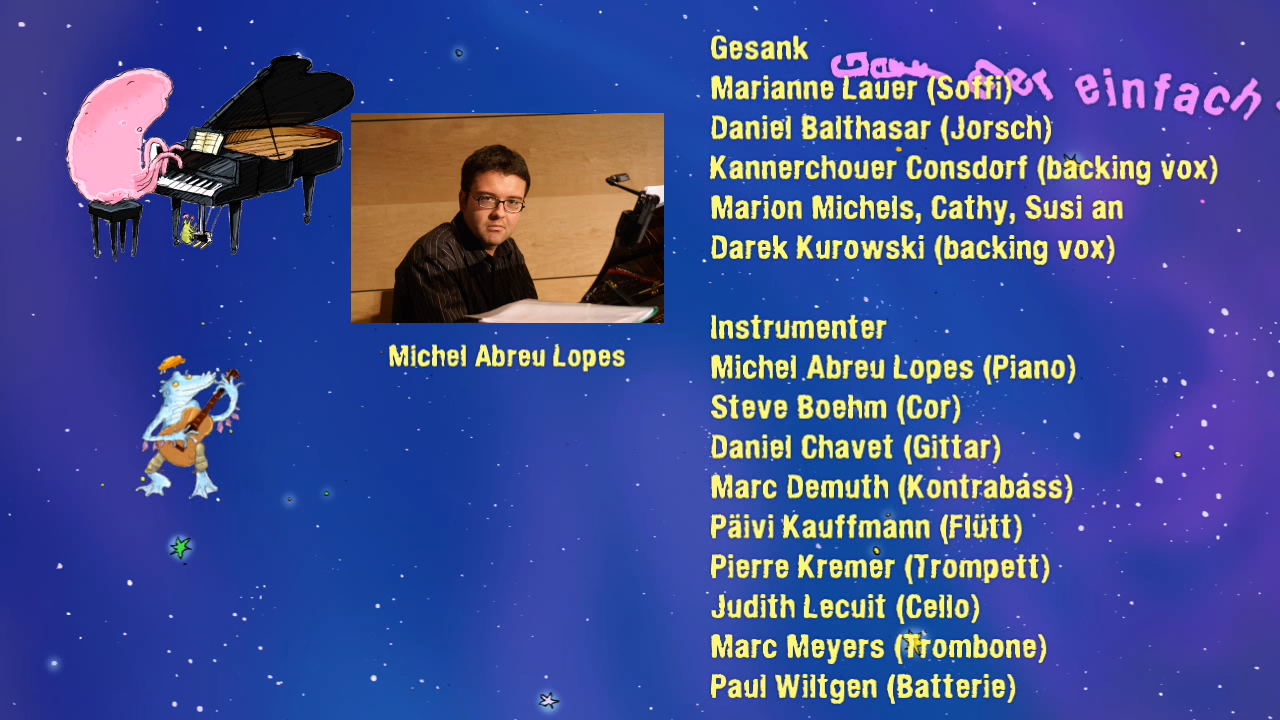 Gesank
Marianne Lauer (Soffi)
Daniel Balthasar (Jorsch)
Kannerchouer Consdorf (backing vox)
Marion Michels, Cathy, Susi an
Darek Kurowski (backing vox)
Instrumenter
Michel Abreu Lopes (Piano)
Steve Boehm (Cor)
Daniel Chavet (Gittar)
Marc Demuth (Kontrabass)
Päivi Kauffmann (Flütt)
Pierre Kremer (Trompett)
Judith Lecuit (Cello)
Marc Meyers (Trombone)
Paul Wiltgen (Batterie)
Michel Abreu Lopes
einfach